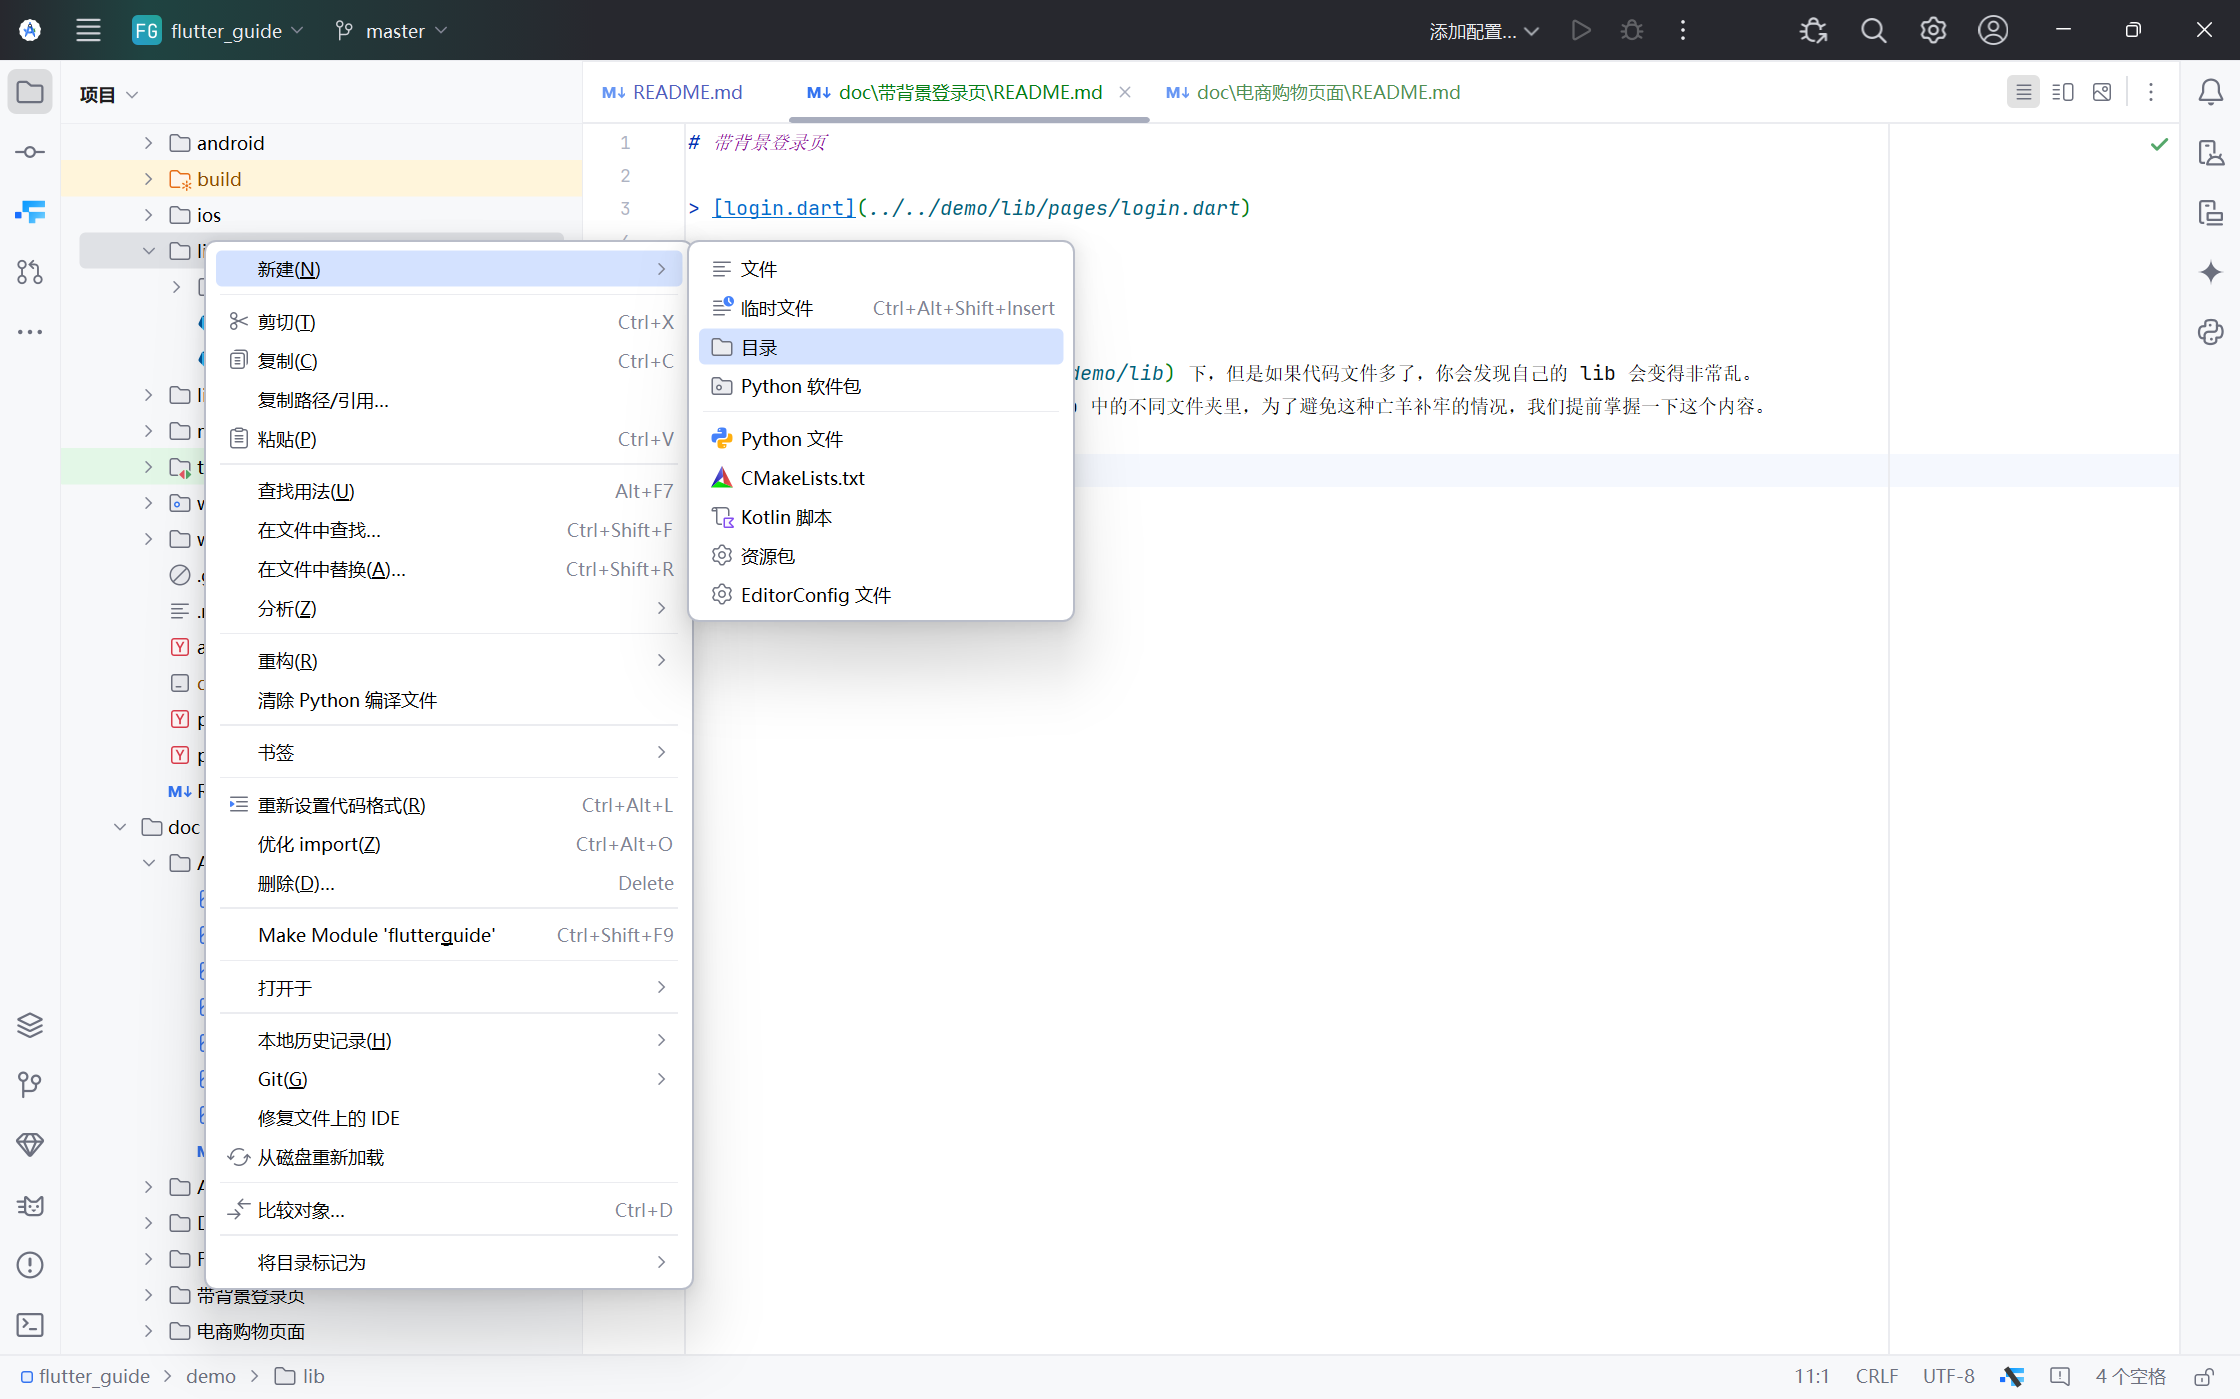 FG flutter_guide master 添加配置...
项目
README.md doc\带背景登录页\README.md doc\电商购物页面\README.md
android
build
ios
1 # 带背景登录页
2
3 > [login.dart](../../demo/lib/pages/login.dart)
demo/lib) 下，但是如果代码文件多了，你会发现自己的 lib 会变得非常乱。
中的不同文件夹里，为了避免这种亡羊补牢的情况，我们提前掌握一下这个内容。
新建(N)
剪切(T) Ctrl+X
复制(C) Ctrl+C
复制路径/引用...
粘贴(P) Ctrl+V
查找用法(U) Alt+F7
在文件中查找... Ctrl+Shift+F
在文件中替换(A)... Ctrl+Shift+R
分析(Z)
重构(R)
清除 Python 编译文件
书签
重新设置代码格式(R) Ctrl+Alt+L
优化 import(Z) Ctrl+Alt+O
删除(D)... Delete
Make Module 'flutterguide' Ctrl+Shift+F9
打开于
本地历史记录(H)
Git(G)
修复文件上的 IDE
从磁盘重新加载
比较对象... Ctrl+D
将目录标记为
文件
临时文件 Ctrl+Alt+Shift+Insert
目录
Python 软件包
Python 文件
CMakeLists.txt
Kotlin 脚本
资源包
EditorConfig 文件
doc
带背景登录页
电商购物页面
flutter_guide demo lib
11:1 CRLF UTF-8 4 个空格